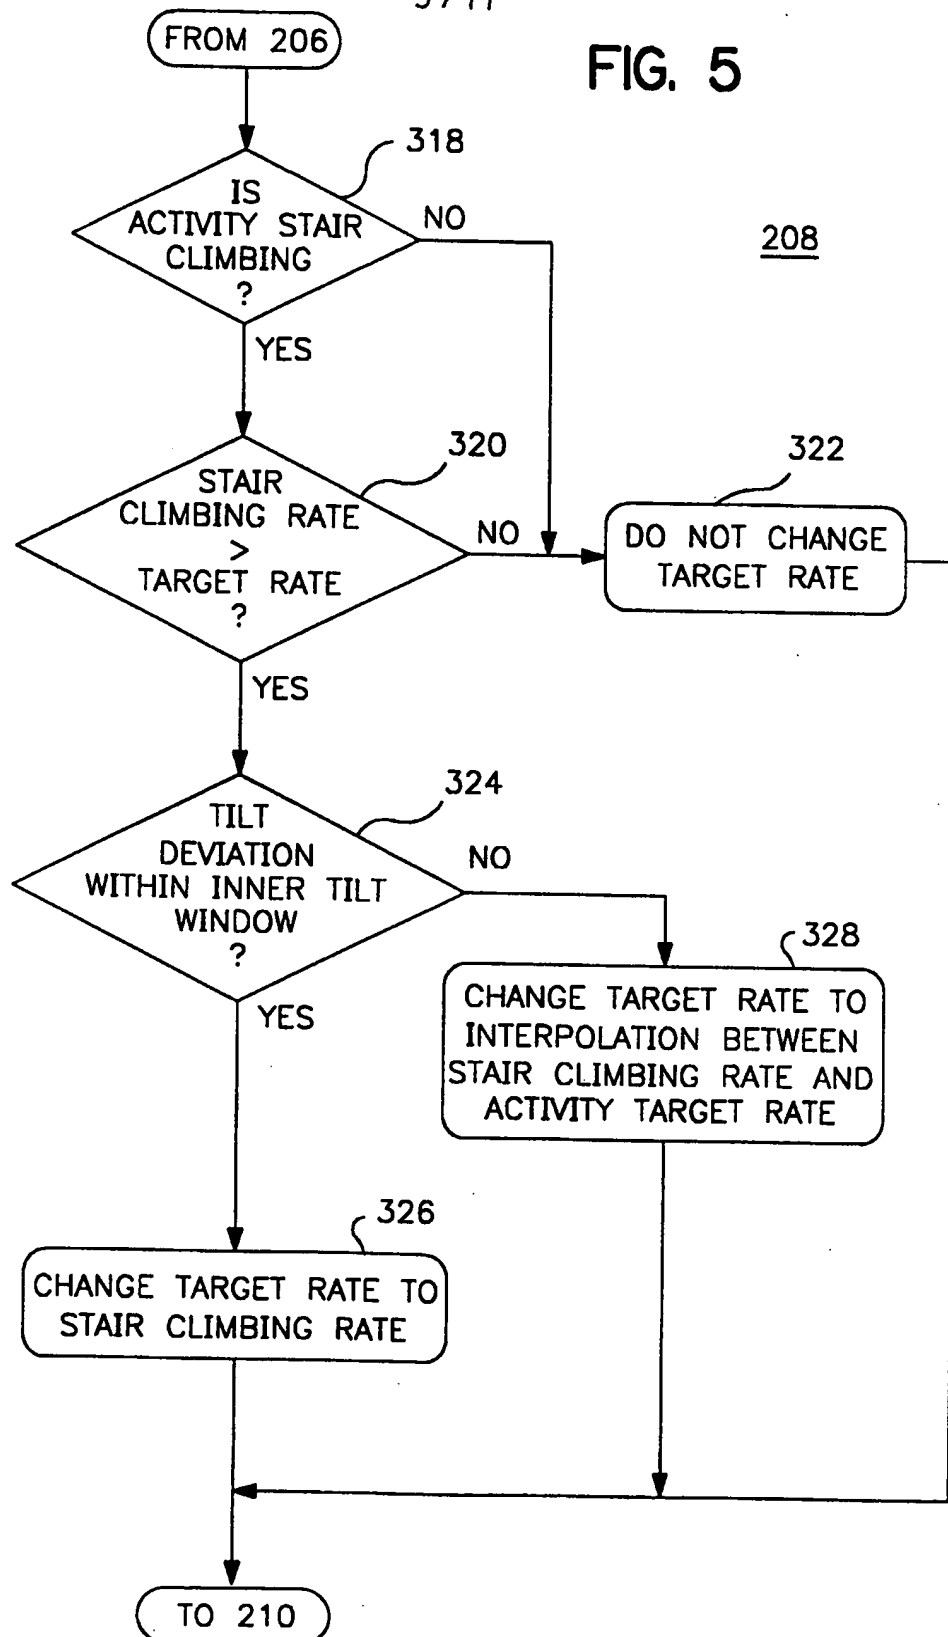 FROM 206
FIG. 5
318
IS
ACTIVITY STAIR
CLIMBING
?
NO
208
YES
320
STAIR
CLIMBING RATE
>
TARGET RATE
?
NO
322
DO NOT CHANGE
TARGET RATE
YES
324
TILT
DEVIATION
WITHIN INNER TILT
WINDOW
?
NO
328
CHANGE TARGET RATE TO
INTERPOLATION BETWEEN
STAIR CLIMBING RATE AND
ACTIVITY TARGET RATE
YES
326
CHANGE TARGET RATE TO
STAIR CLIMBING RATE
TO 210